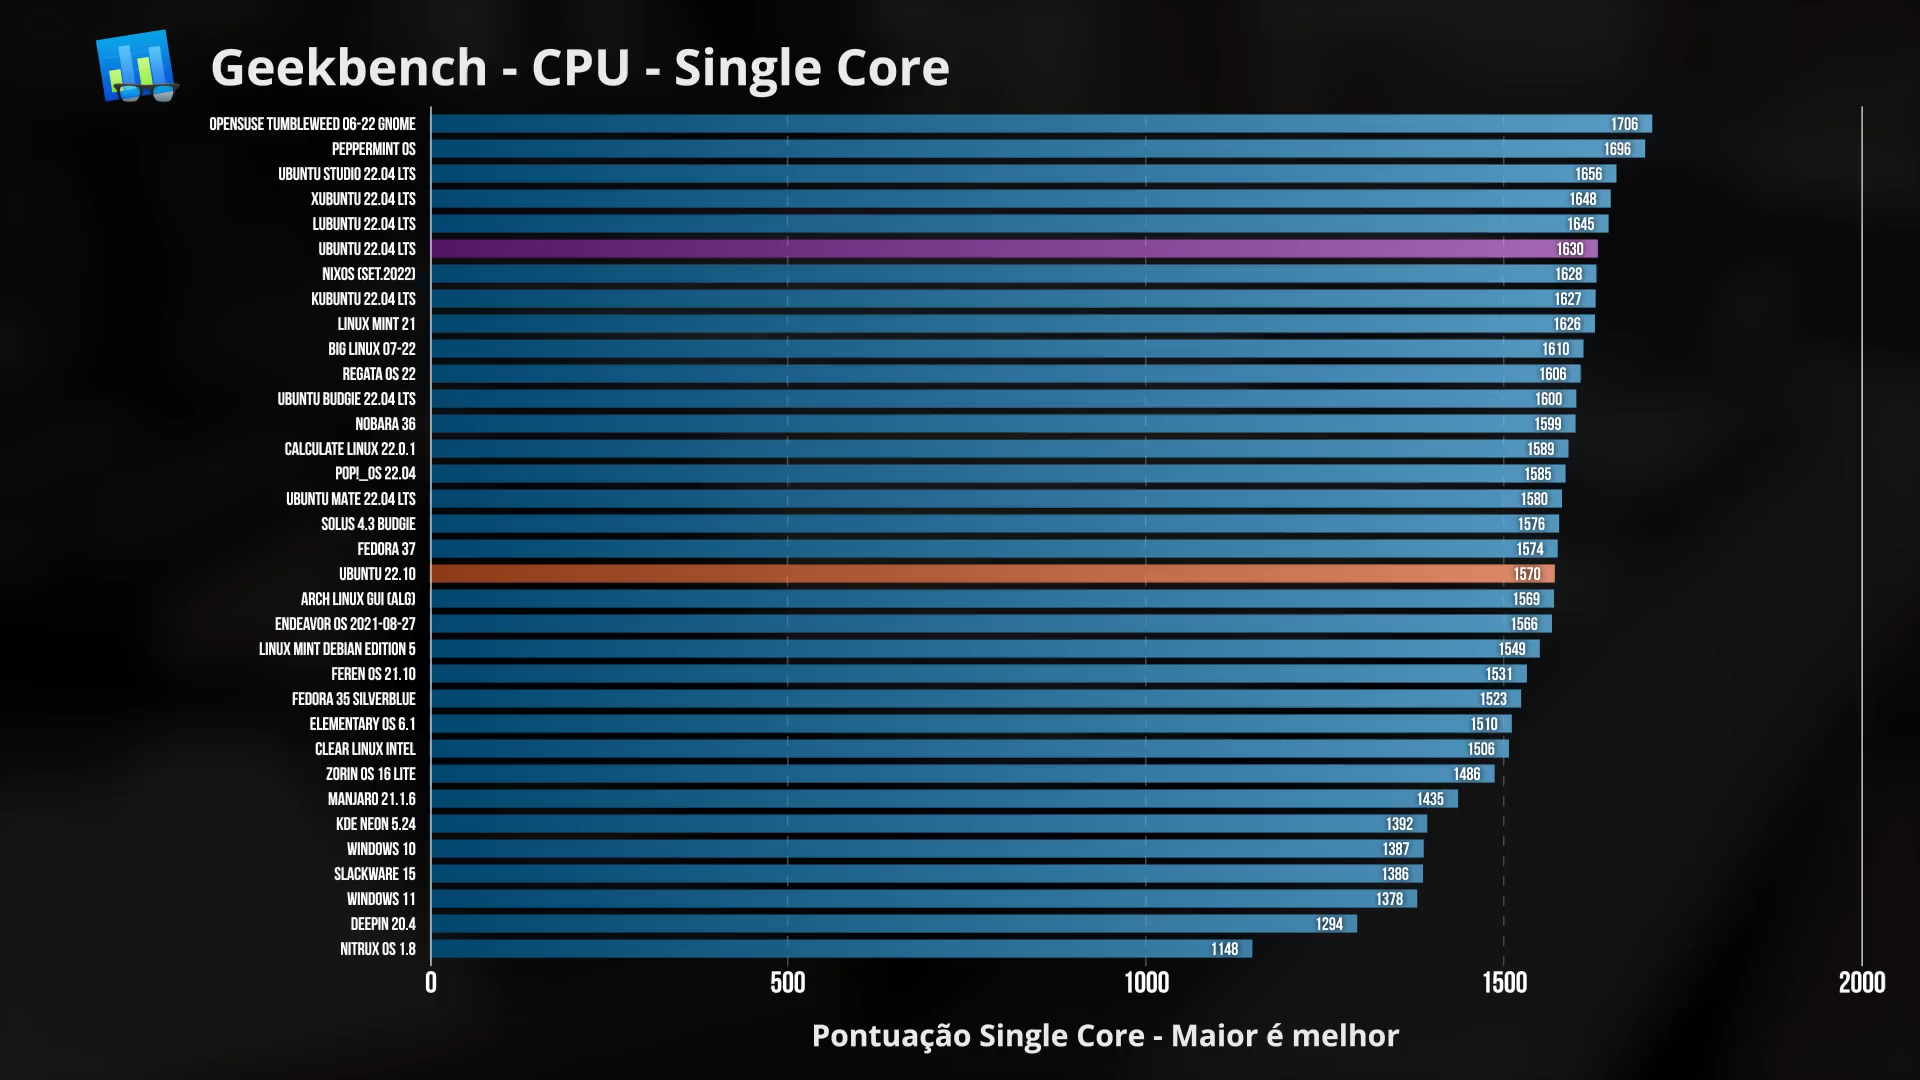 Geekbench - CPU - Single Core
OPENSUSE TUMBLEWEED 06-22 GNOME 1706
PEPPERMINT OS 1696
UBUNTU STUDIO 22.04 LTS 1656
XUBUNTU 22.04 LTS 1648
LUBUNTU 22.04 LTS 1645
UBUNTU 22.04 LTS 1630
NIXOS (SET.2022) 1628
KUBUNTU 22.04 LTS 1627
LINUX MINT 21 1626
BIG LINUX 07-22 1610
REGATA OS 22 1606
UBUNTU BUDGIE 22.04 LTS 1600
NOBARA 36 1599
CALCULATE LINUX 22.0.1 1589
POP!_OS 22.04 1585
UBUNTU MATE 22.04 LTS 1580
SOLUS 4.3 BUDGIE 1576
FEDORA 37 1574
UBUNTU 22.10 1570
ARCH LINUX GUI (ALG) 1569
ENDEAVOR OS 2021-08-27 1566
LINUX MINT DEBIAN EDITION 5 1549
FEREN OS 21.10 1531
FEDORA 35 SILVERBLUE 1523
ELEMENTARY OS 6.1 1510
CLEAR LINUX INTEL 1506
ZORIN OS 16 LITE 1486
MANJARO 21.1.6 1435
KDE NEON 5.24 1392
WINDOWS 10 1387
SLACKWARE 15 1386
WINDOWS 11 1378
DEEPIN 20.4 1294
NITRUX OS 1.8 1148
0 500 1000 1500 2000
Pontuação Single Core - Maior é melhor